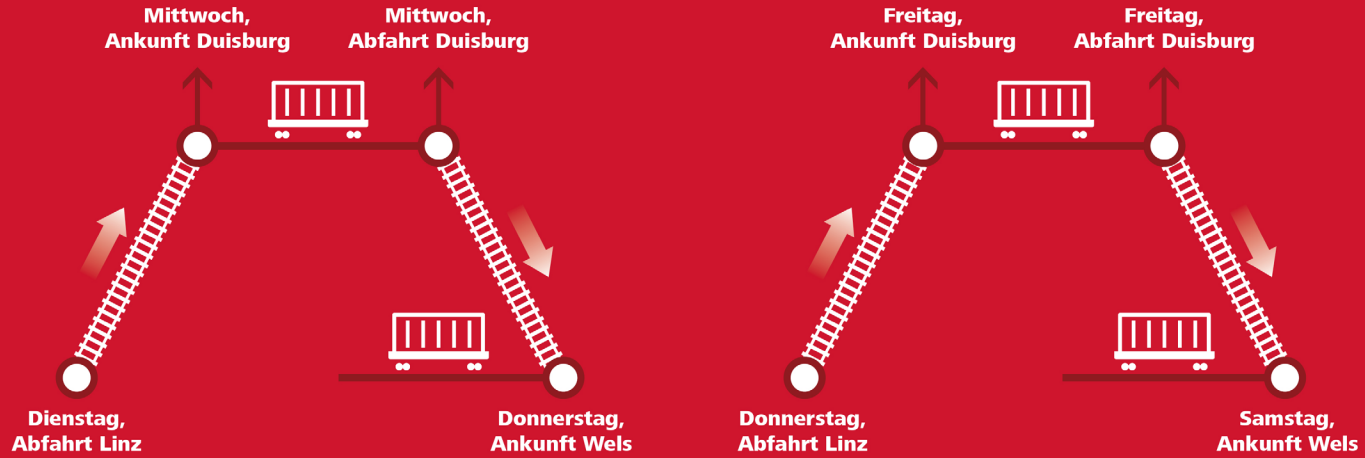 Mittwoch,
Ankunft Duisburg
Mittwoch,
Abfahrt Duisburg
Dienstag,
Abfahrt Linz
Donnerstag,
Ankunft Wels
Freitag,
Ankunft Duisburg
Freitag,
Abfahrt Duisburg
Donnerstag,
Abfahrt Linz
Samstag,
Ankunft Wels